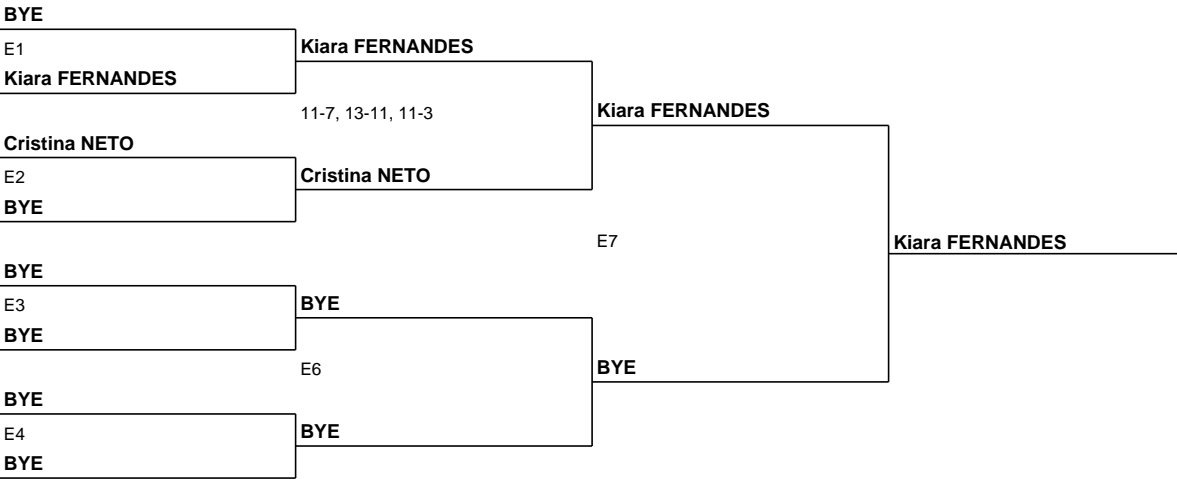 BYE
E1
Kiara FERNANDES
Kiara FERNANDES
11-7, 13-11, 11-3
Kiara FERNANDES
Cristina NETO
E2
Cristina NETO
BYE
E7
Kiara FERNANDES
BYE
E3
BYE
BYE
E6
BYE
BYE
E4
BYE
BYE